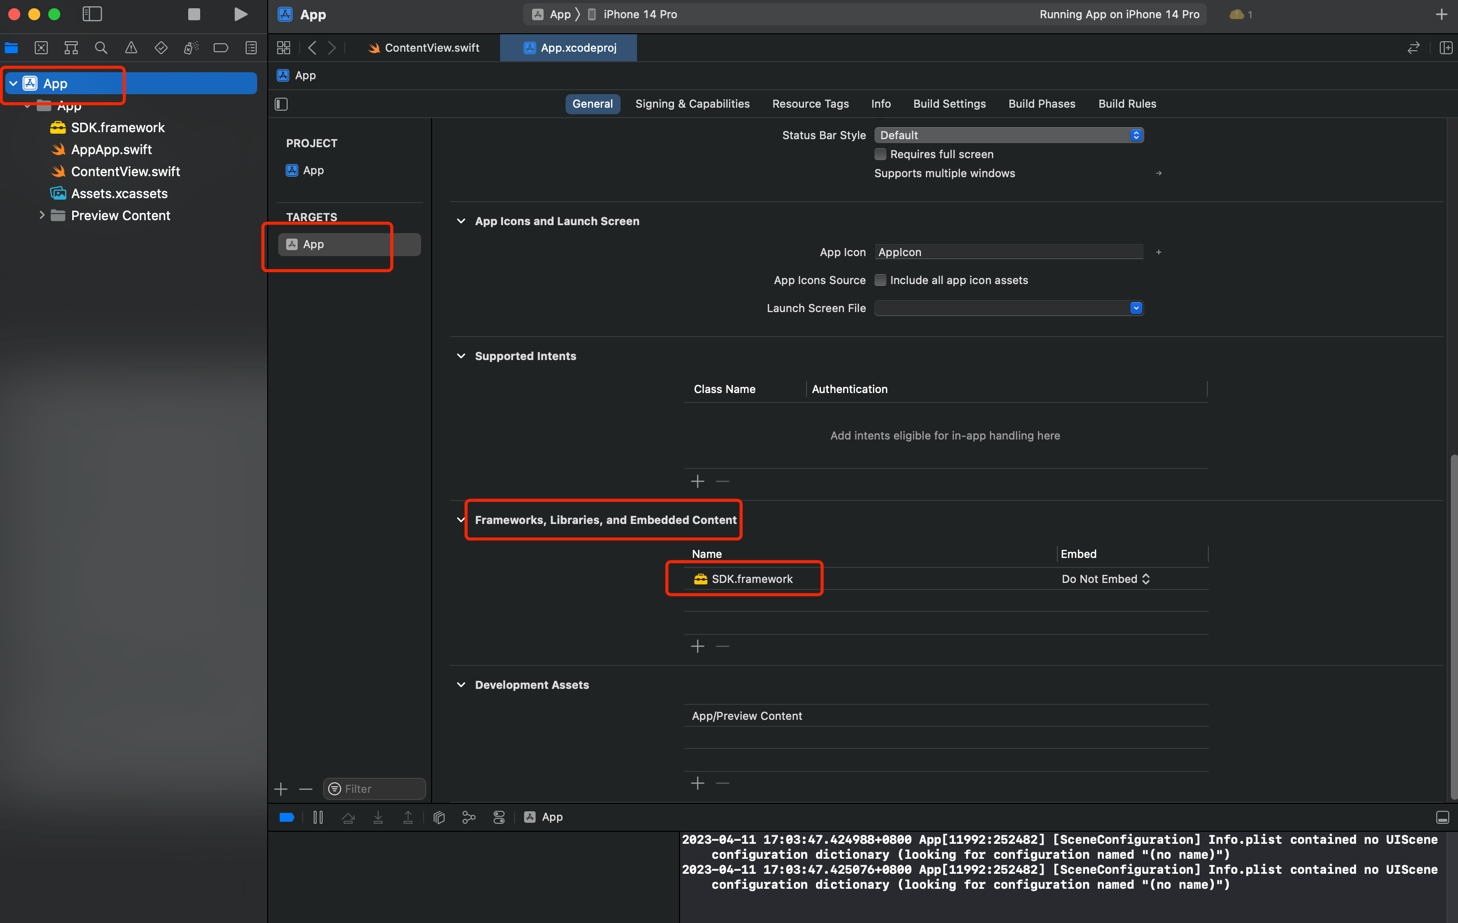 App
App
iPhone 14 Pro
Running App on iPhone 14 Pro
1
ContentView.swift
App.xcodeproj
App
App
App
SDK.framework
AppApp.swift
ContentView.swift
Assets.xcassets
Preview Content
General
Signing & Capabilities
Resource Tags
Info
Build Settings
Build Phases
Build Rules
PROJECT
App
TARGETS
App
Filter
Status Bar Style
Default
Requires full screen
Supports multiple windows
App Icons and Launch Screen
App Icon
AppIcon
App Icons Source
Include all app icon assets
Launch Screen File
Supported Intents
Class Name
Authentication
Add intents eligible for in-app handling here
Frameworks, Libraries, and Embedded Content
Name
Embed
SDK.framework
Do Not Embed
Development Assets
App/Preview Content
App
2023-04-11 17:03:47.424988+0800 App[11992:252482] [SceneConfiguration] Info.plist contained no UIScene
configuration dictionary (looking for configuration named "(no name)")
2023-04-11 17:03:47.425076+0800 App[11992:252482] [SceneConfiguration] Info.plist contained no UIScene
configuration dictionary (looking for configuration named "(no name)")